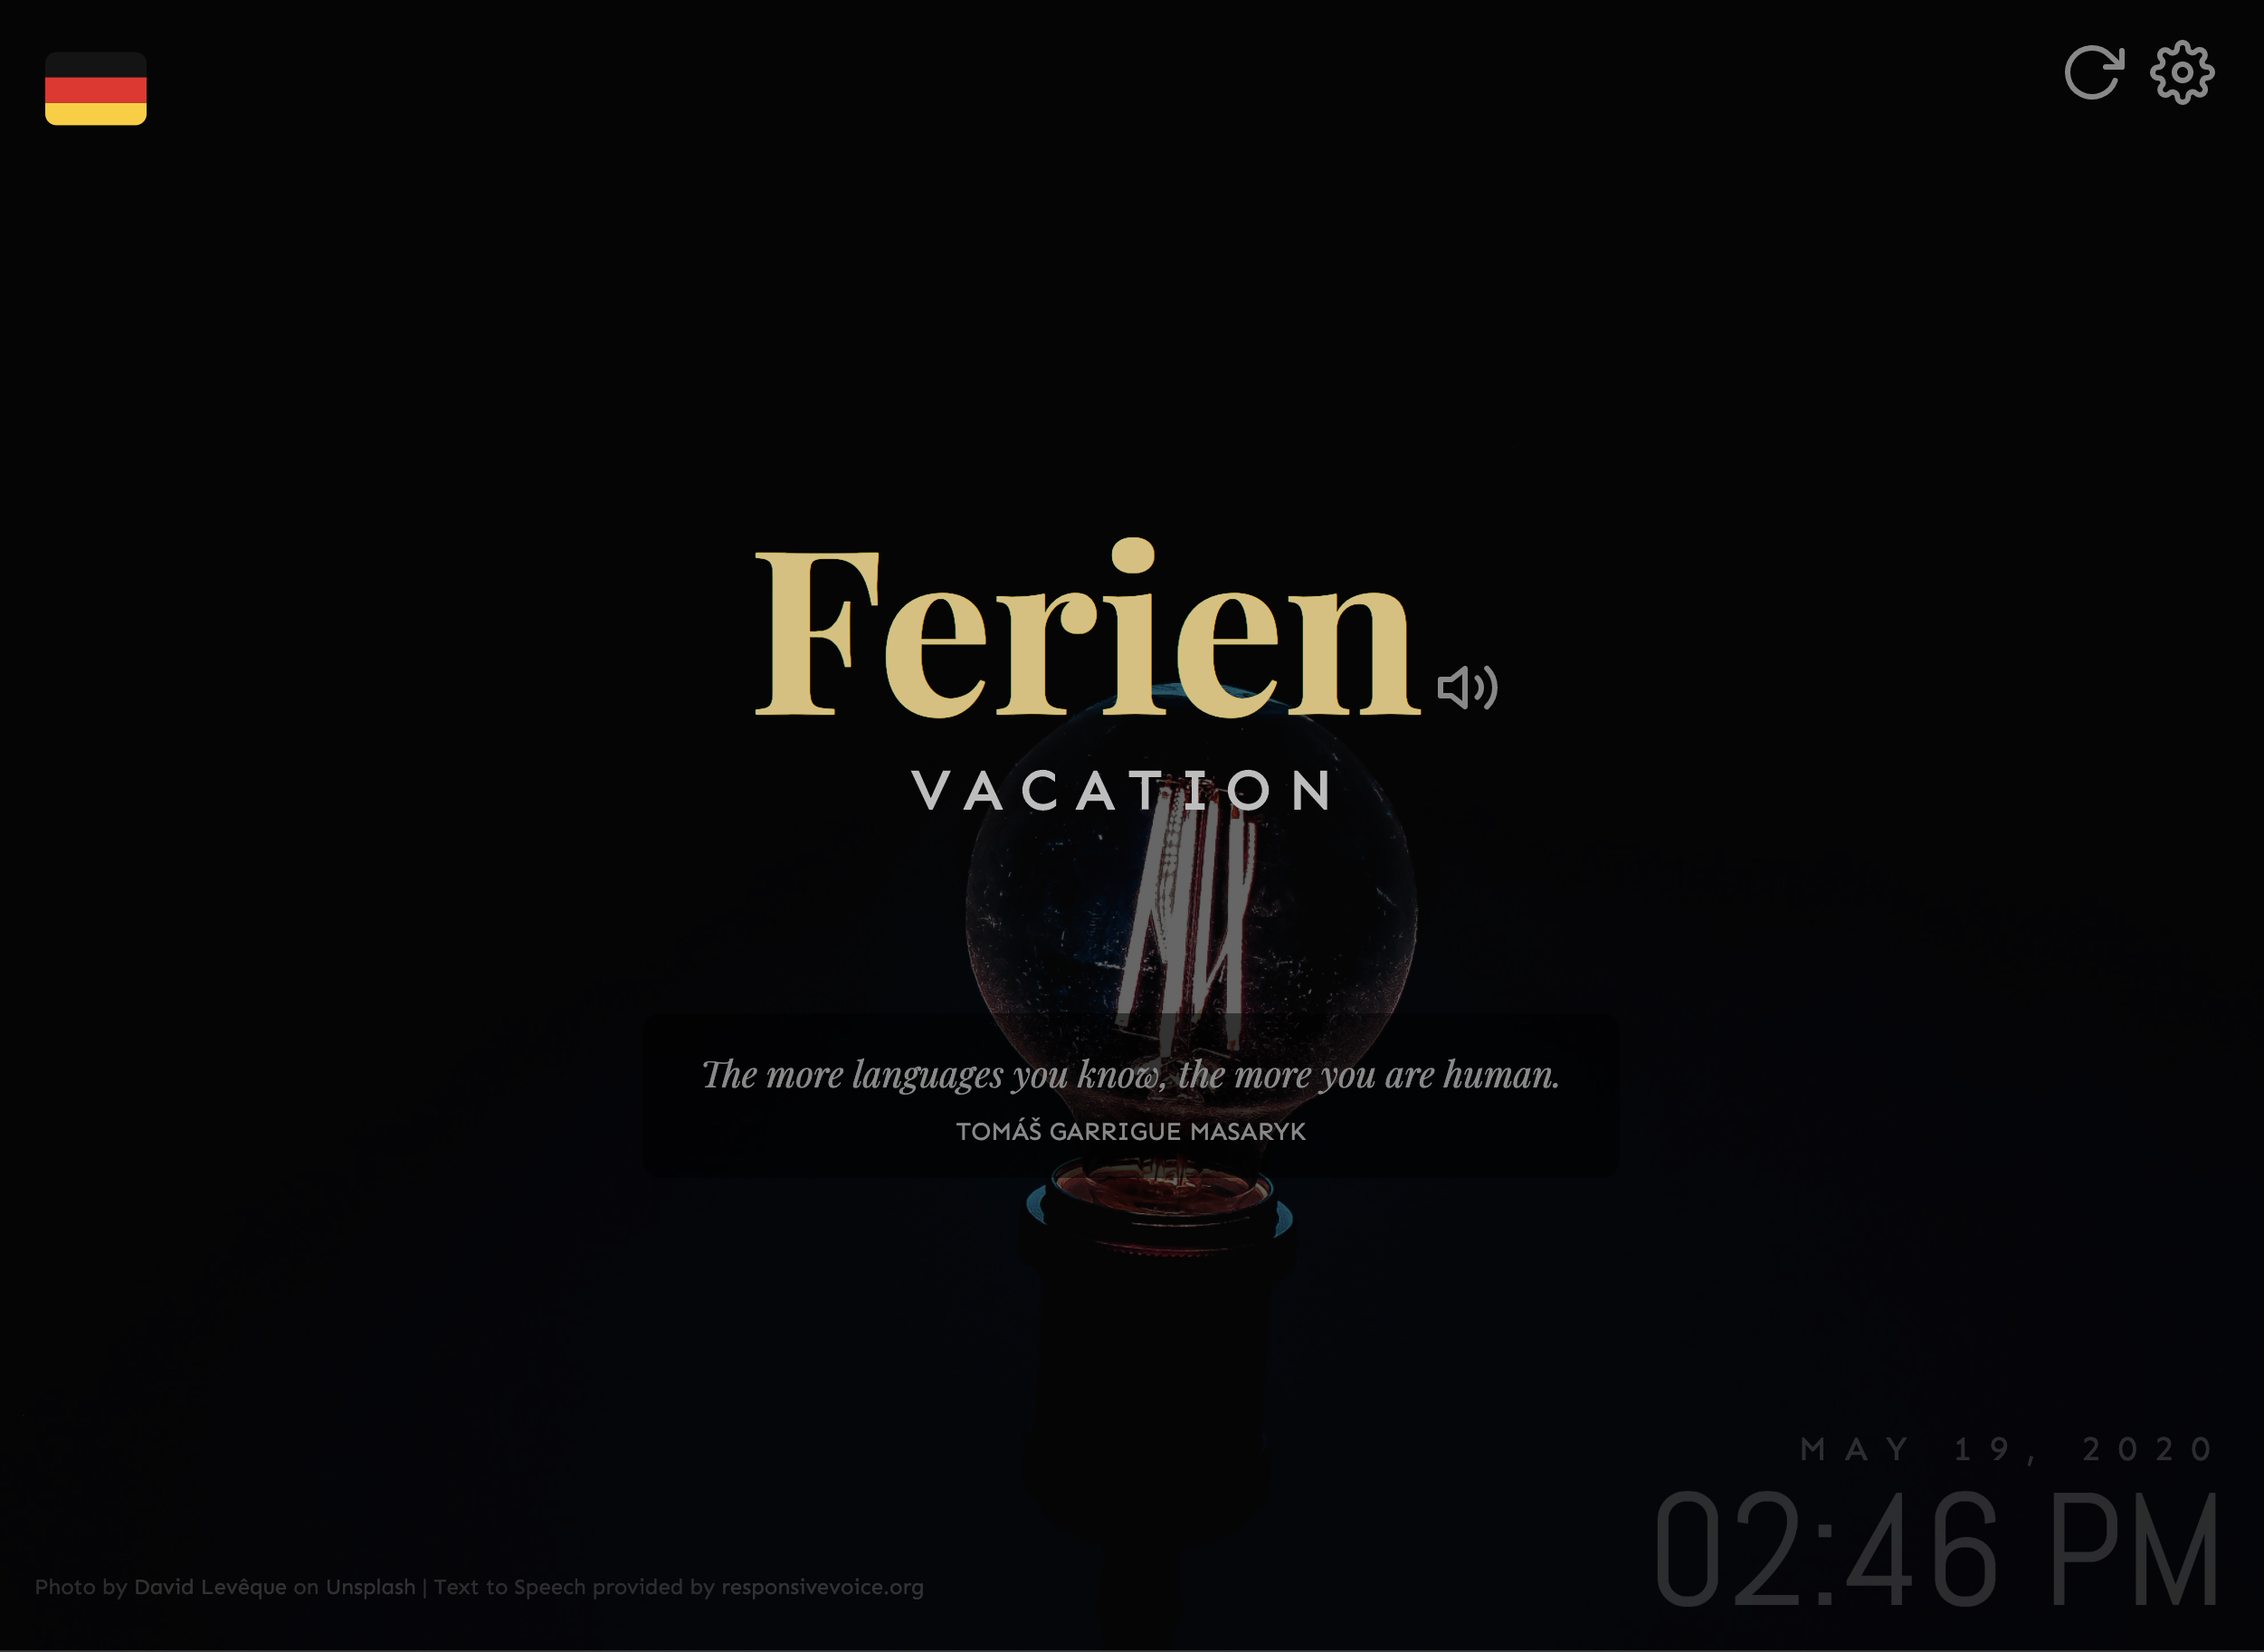 Ferien
VACATION
The more languages you know, the more you are human.
TOMÁŠ GARRIGUE MASARYK
MAY 19, 2020
02:46 PM
Photo by David Levêque on Unsplash | Text to Speech provided by responsivevoice.org